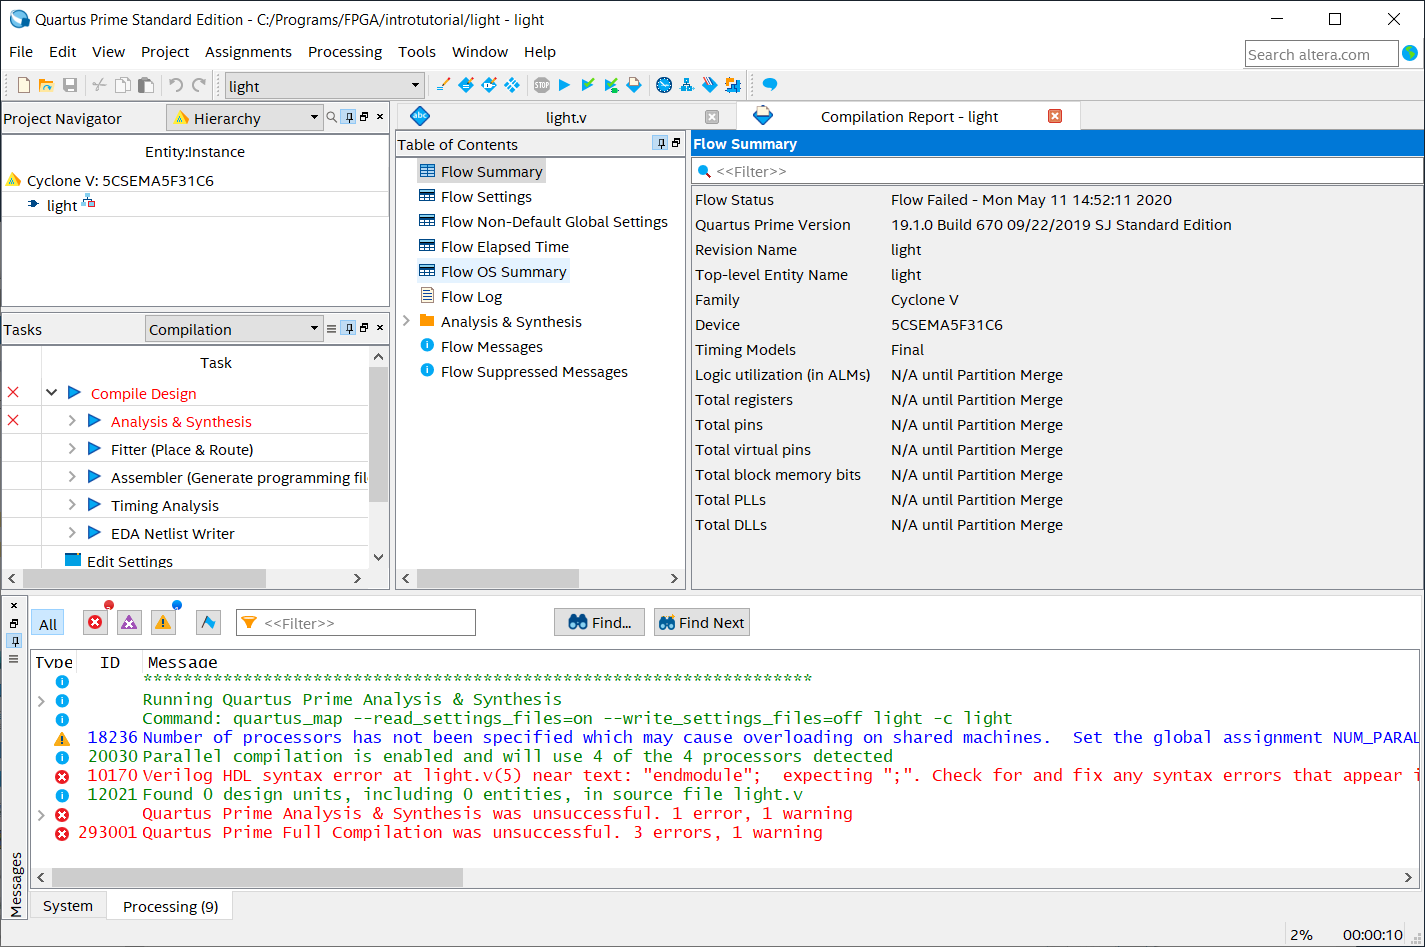 Quartus Prime Standard Edition - C:/Programs/FPGA/introtutorial/light - light
File Edit View Project Assignments Processing Tools Window Help
Search altera.com
light
STOP
Project Navigator
Hierarchy
Entity:Instance
Cyclone V: 5CSEMA5F31C6
light
Tasks
Compilation
Task
Compile Design
Analysis & Synthesis
Fitter (Place & Route)
Assembler (Generate programming fil
Timing Analysis
EDA Netlist Writer
Edit Settings
abc
light.v
Compilation Report - light
Table of Contents
Flow Summary
Flow Settings
Flow Non-Default Global Settings
Flow Elapsed Time
Flow OS Summary
Flow Log
Analysis & Synthesis
Flow Messages
Flow Suppressed Messages
Flow Summary
<<Filter>>
Flow Status Flow Failed - Mon May 11 14:52:11 2020
Quartus Prime Version 19.1.0 Build 670 09/22/2019 SJ Standard Edition
Revision Name light
Top-level Entity Name light
Family Cyclone V
Device 5CSEMA5F31C6
Timing Models Final
Logic utilization (in ALMs) N/A until Partition Merge
Total registers N/A until Partition Merge
Total pins N/A until Partition Merge
Total virtual pins N/A until Partition Merge
Total block memory bits N/A until Partition Merge
Total PLLs N/A until Partition Merge
Total DLLs N/A until Partition Merge
All
<<Filter>>
Find...
Find Next
Type ID Message
*******************************************************************
Running Quartus Prime Analysis & Synthesis
Command: quartus_map --read_settings_files=on --write_settings_files=off light -c light
18236 Number of processors has not been specified which may cause overloading on shared machines.  Set the global assignment NUM_PARAL
20030 Parallel compilation is enabled and will use 4 of the 4 processors detected
10170 Verilog HDL syntax error at light.v(5) near text: "endmodule";  expecting ";". Check for and fix any syntax errors that appear i
12021 Found 0 design units, including 0 entities, in source file light.v
Quartus Prime Analysis & Synthesis was unsuccessful. 1 error, 1 warning
293001 Quartus Prime Full Compilation was unsuccessful. 3 errors, 1 warning
Messages
System
Processing (9)
2% 00:00:10